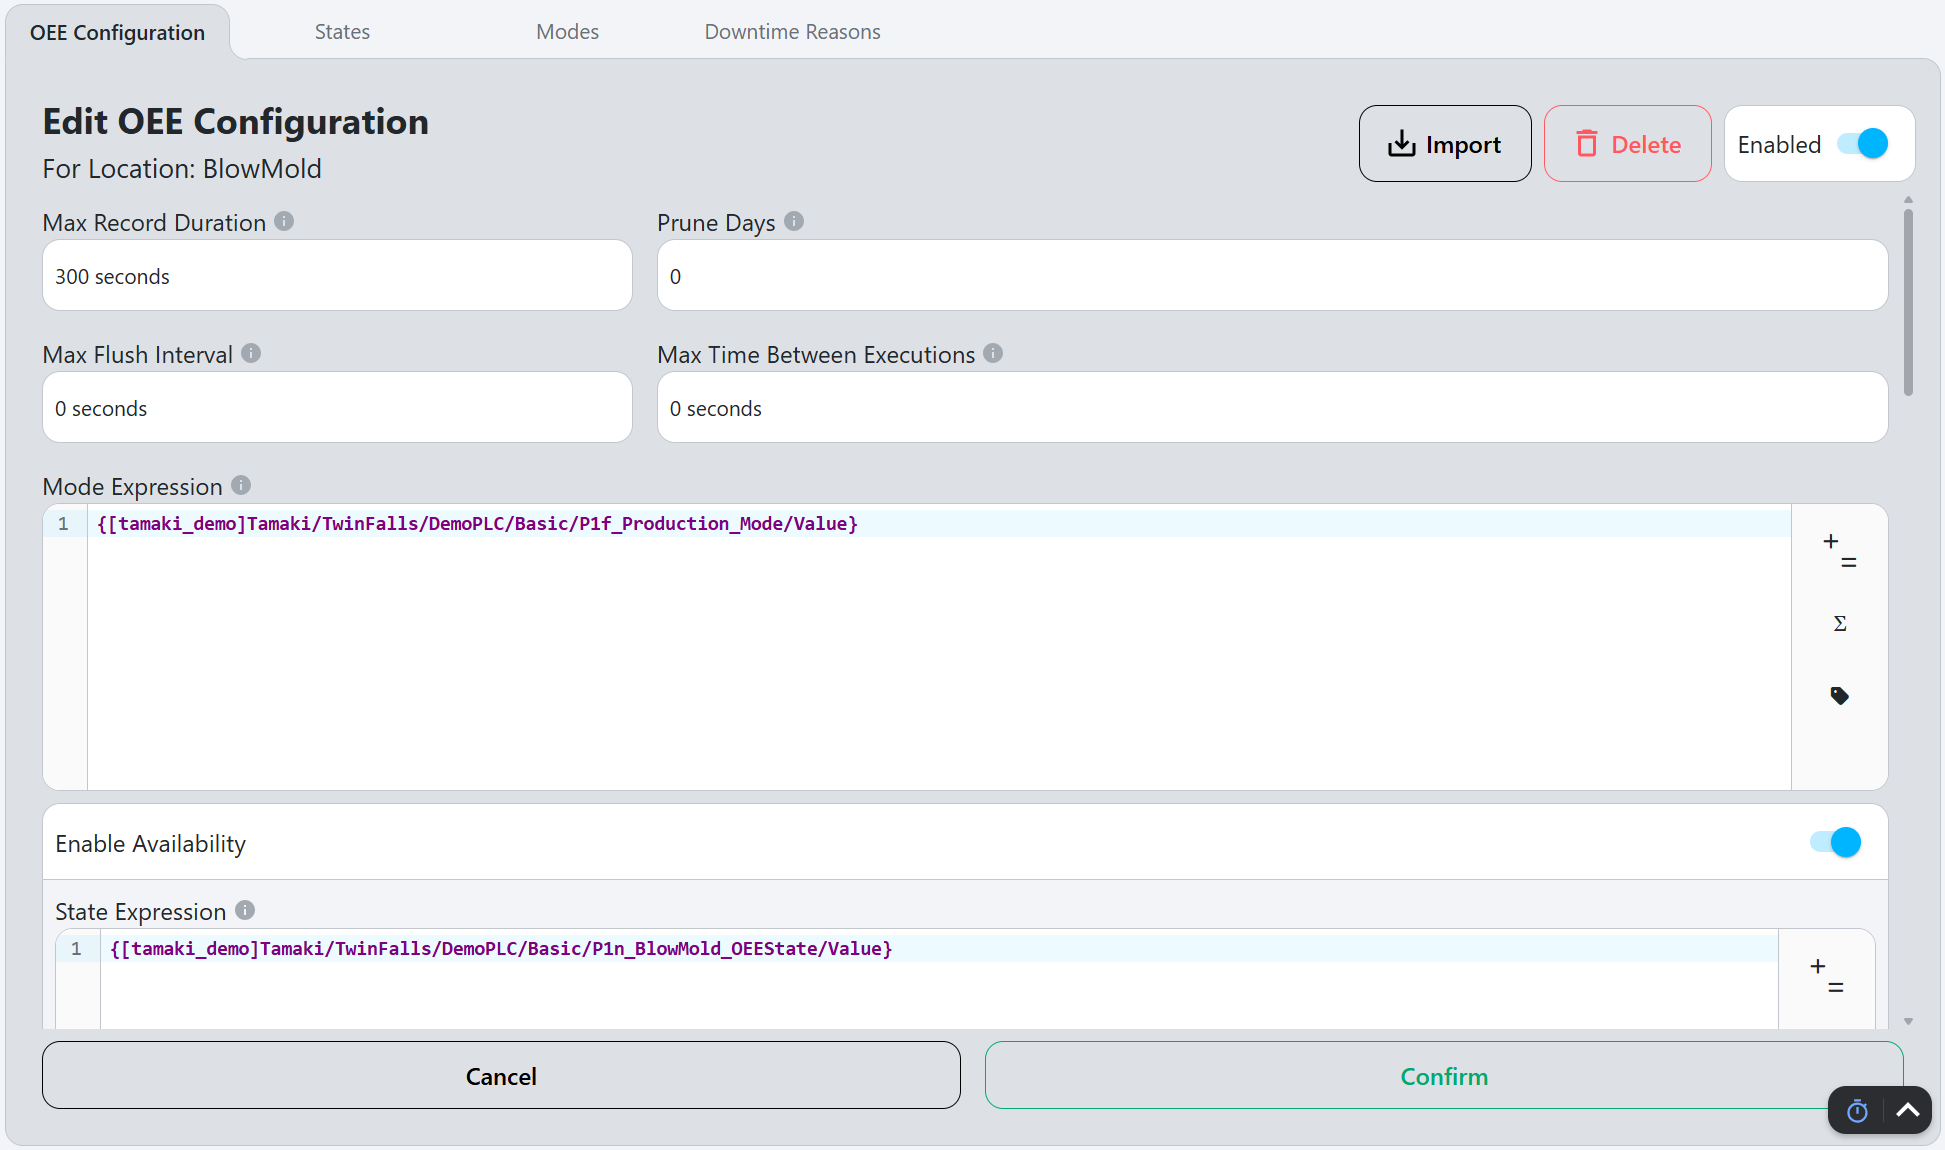 OEE Configuration
States
Modes
Downtime Reasons
Edit OEE Configuration
For Location: BlowMold
Import
Delete
Enabled
Max Record Duration
Prune Days
300 seconds
0
Max Flush Interval
Max Time Between Executions
0 seconds
0 seconds
Mode Expression
1 {[tamaki_demo]Tamaki/TwinFalls/DemoPLC/Basic/P1f_Production_Mode/Value}
+
=
Σ
Enable Availability
State Expression
1 {[tamaki_demo]Tamaki/TwinFalls/DemoPLC/Basic/P1n_BlowMold_OEEState/Value}
+
=
Cancel
Confirm